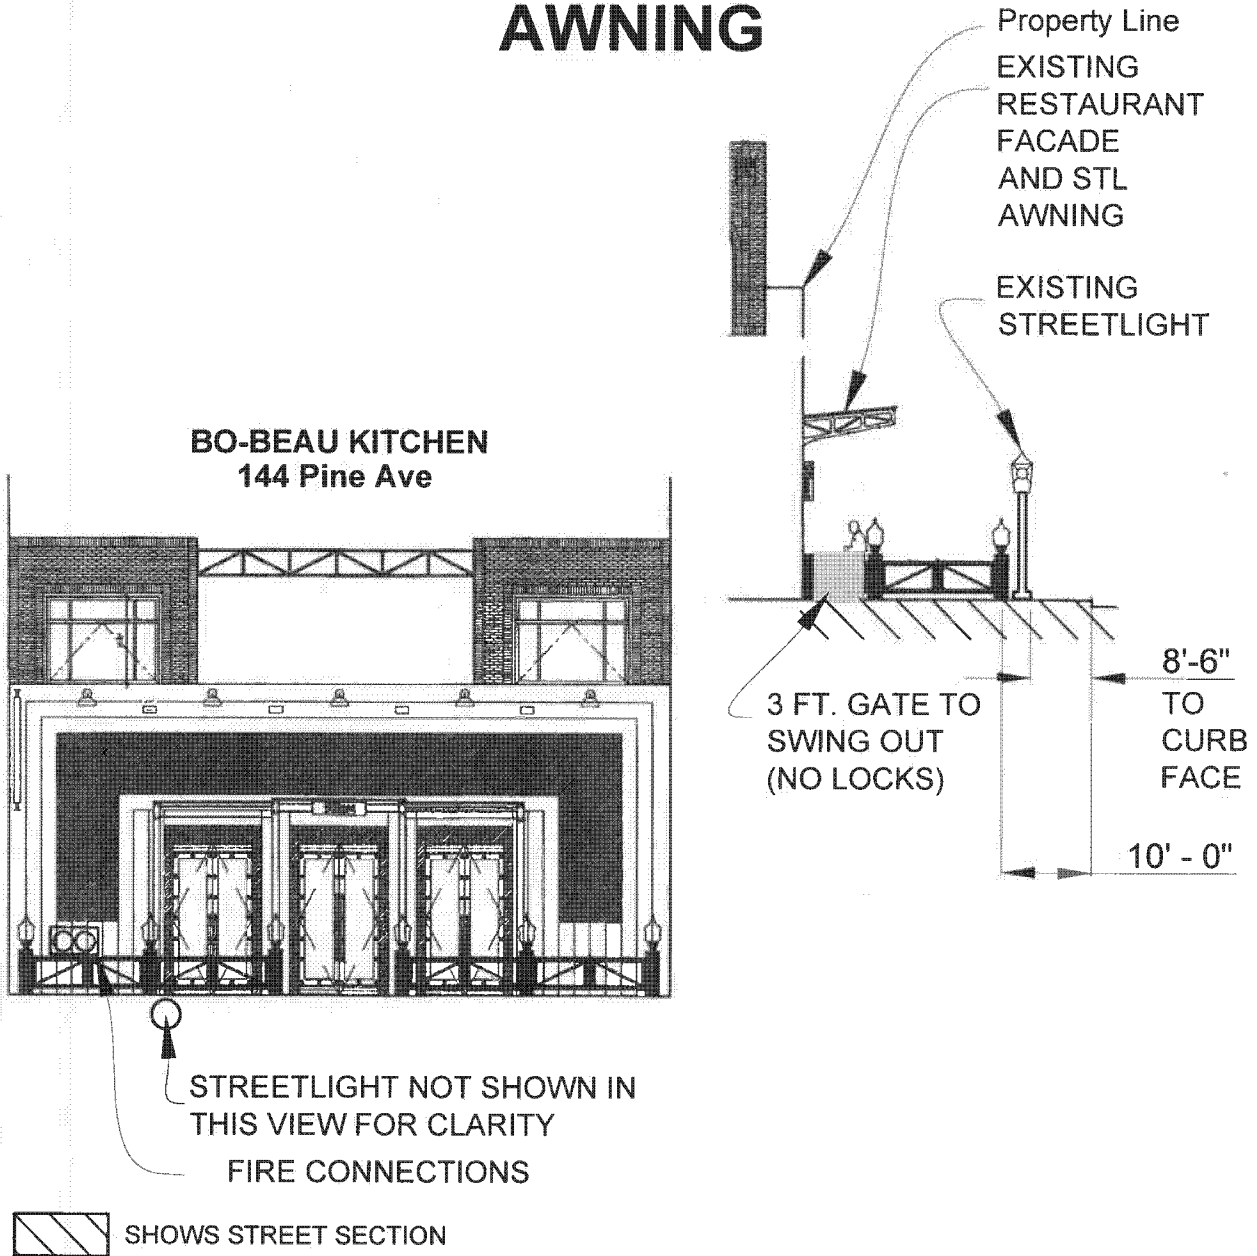 AWNING
Property Line
EXISTING
RESTAURANT
FACADE
AND STL
AWNING
EXISTING
STREETLIGHT
BO-BEAU KITCHEN
144 Pine Ave
3 FT. GATE TO
SWING OUT
(NO LOCKS)
8'-6"
TO
CURB
FACE
10' - 0"
STREETLIGHT NOT SHOWN IN
THIS VIEW FOR CLARITY
FIRE CONNECTIONS
SHOWS STREET SECTION